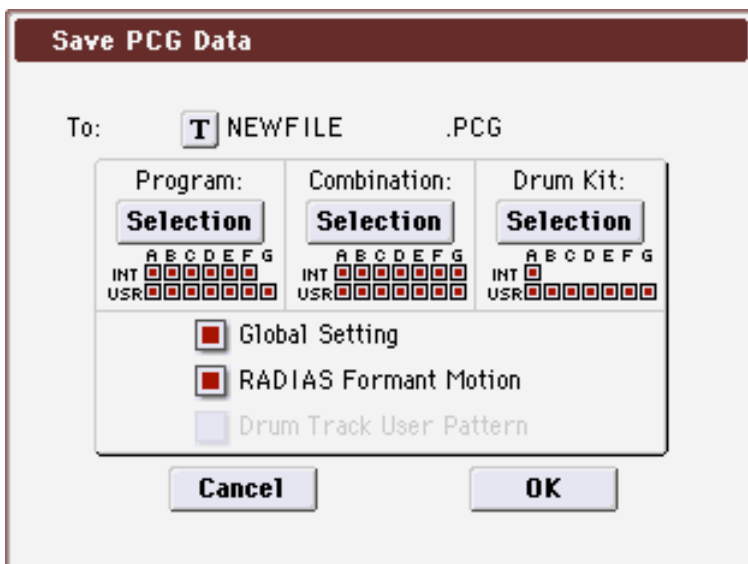 Save PCG Data
To: T NEWFILE .PCG
Program: Combination: Drum Kit:
Selection Selection Selection
A B C D E F G A B C D E F G A B C D E F G
INT INT INT
USR USR USR
Global Setting
RADIAS Formant Motion
Drum Track User Pattern
Cancel OK